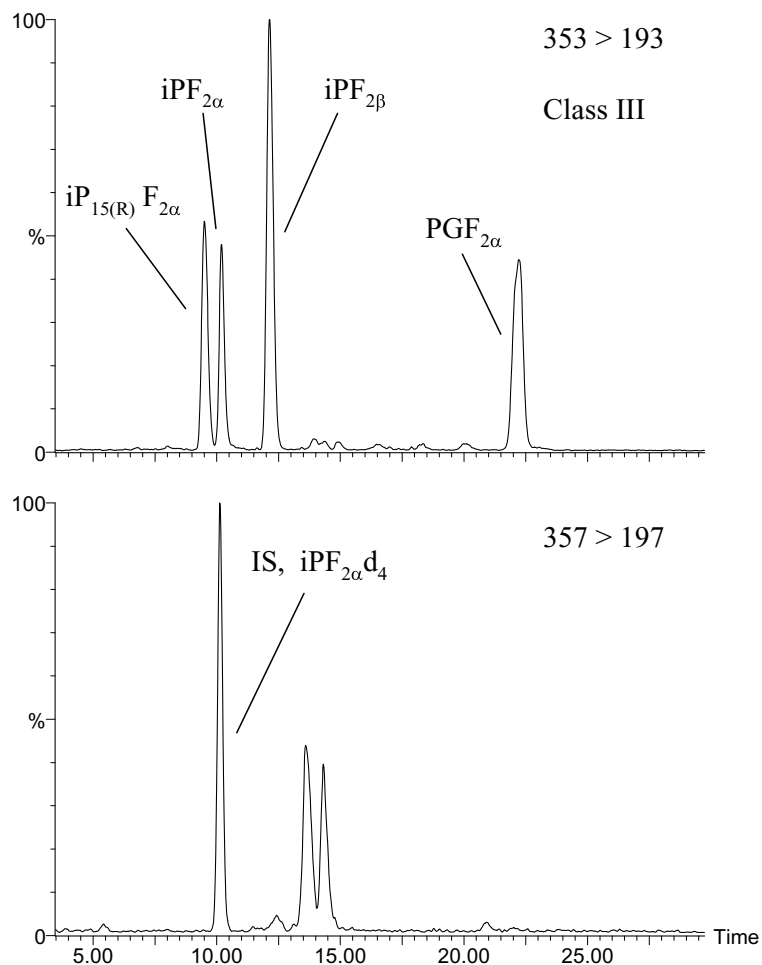 100
353 > 193
iPF2α
iPF2β
Class III
iP15(R) F2α
PGF2α
%
0
100
357 > 197
IS, iPF2αd4
%
0
Time
5.00 10.00 15.00 20.00 25.00